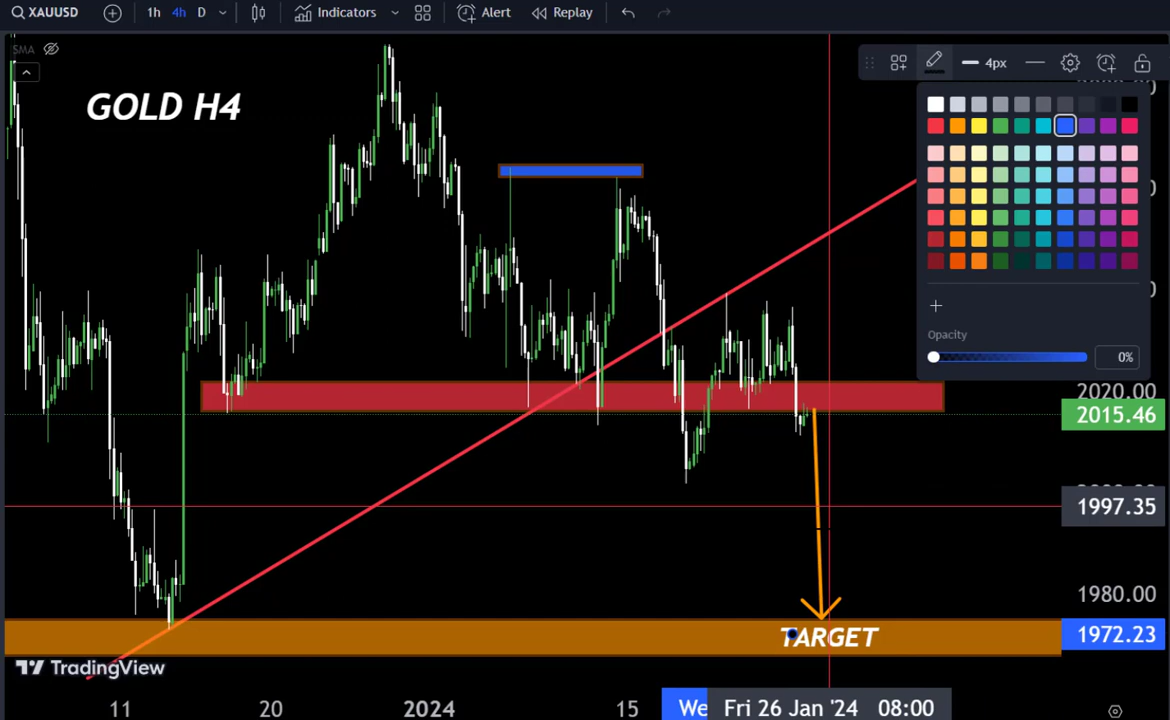 XAUUSD
1h 4h D
Indicators
Alert
Replay
SMA
4px
GOLD H4
Opacity
0%
2020.00
2015.46
1997.35
1980.00
TARGET
1972.23
TradingView
11 20 2024 15 We Fri 26 Jan '24 08:00